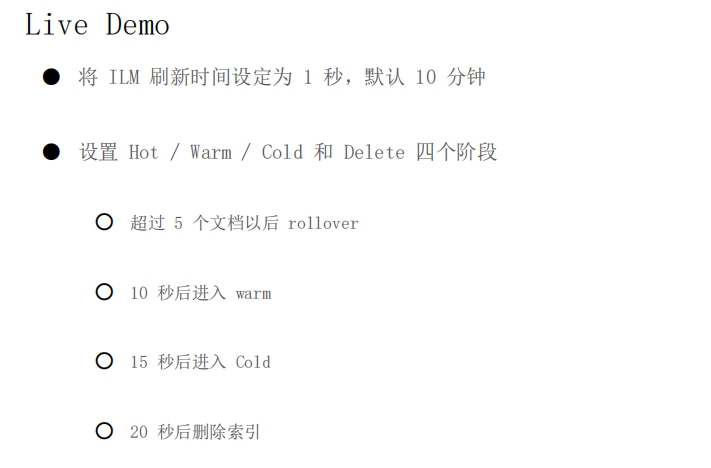 Live Demo
将 ILM 刷新时间设定为 1 秒，默认 10 分钟
设置 Hot / Warm / Cold 和 Delete 四个阶段
超过 5 个文档以后 rollover
10 秒后进入 warm
15 秒后进入 Cold
20 秒后删除索引